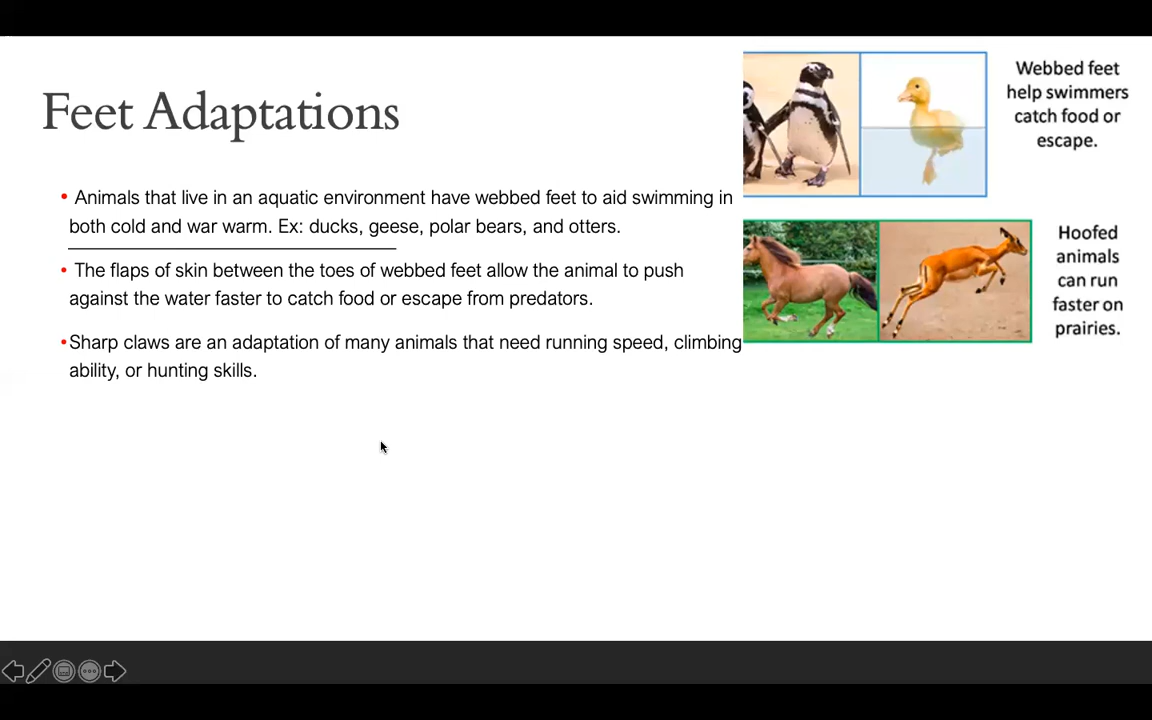 Feet Adaptations
• Animals that live in an aquatic environment have webbed feet to aid swimming in
both cold and war warm. Ex: ducks, geese, polar bears, and otters.
• The flaps of skin between the toes of webbed feet allow the animal to push
against the water faster to catch food or escape from predators.
•Sharp claws are an adaptation of many animals that need running speed, climbing
ability, or hunting skills.
Webbed feet
help swimmers
catch food or
escape.
Hoofed
animals
can run
faster on
prairies.